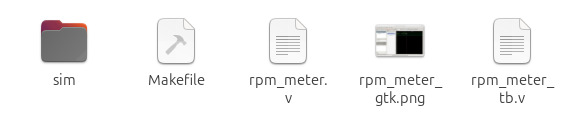 sim
Makefile
rpm_meter.
v
rpm_meter_
gtk.png
rpm_meter_
tb.v